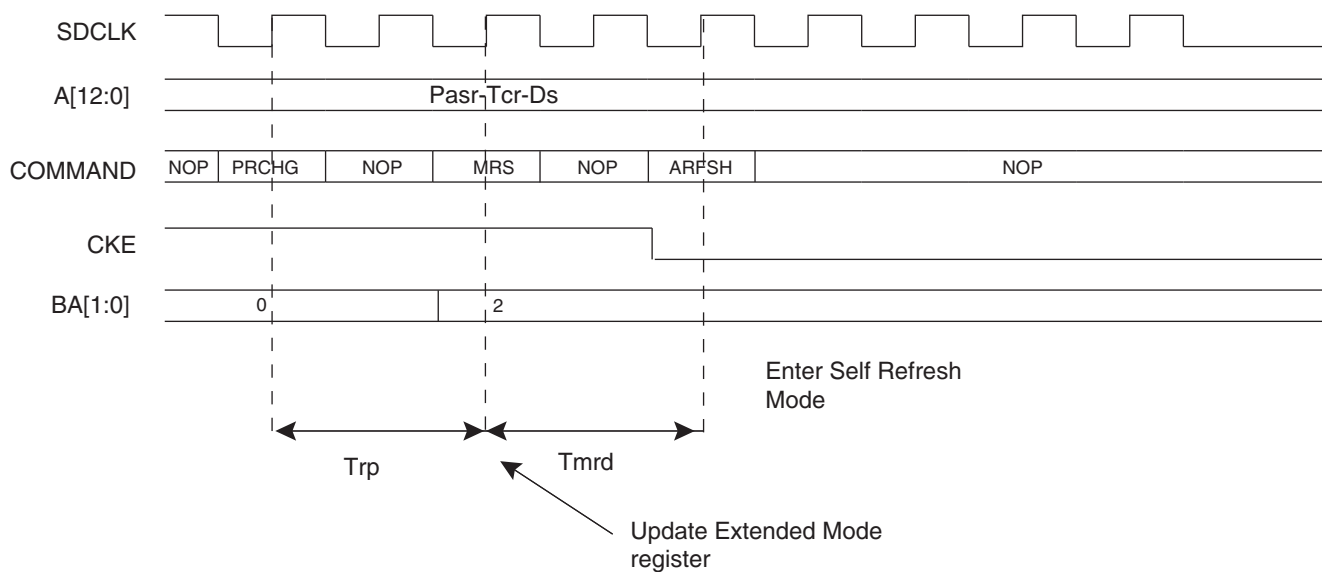 SDCLK
A[12:0]
Pasr-Tcr-Ds
COMMAND
NOP PRCHG NOP MRS NOP ARFSH NOP
CKE
BA[1:0]
0 2
Enter Self Refresh
Mode
Trp
Tmrd
Update Extended Mode
register